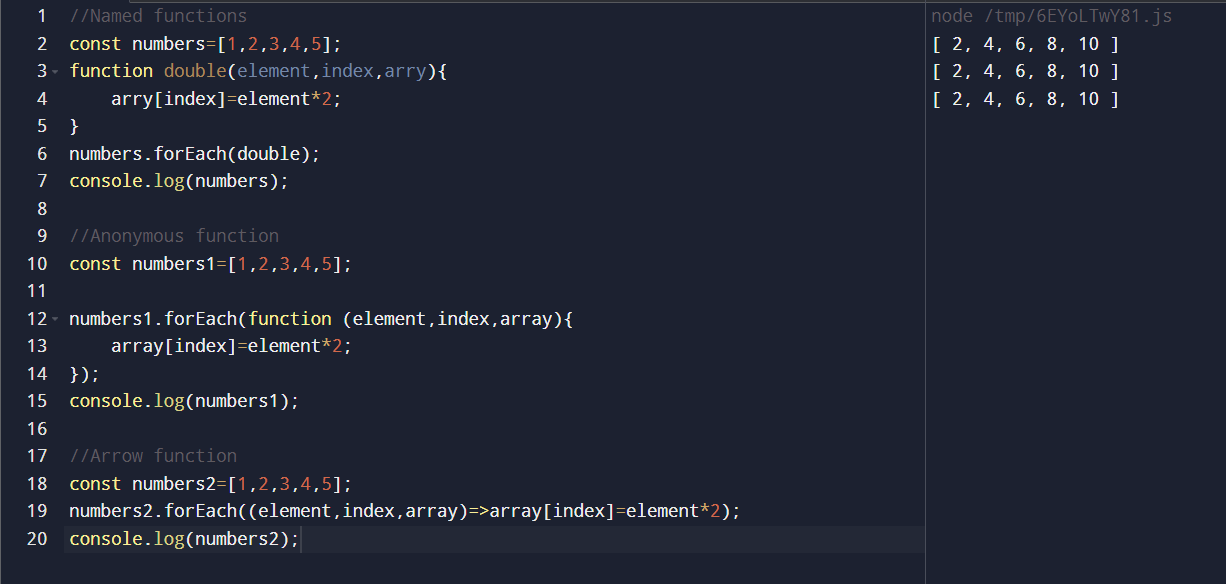 1 //Named functions
2 const numbers=[1,2,3,4,5];
3 function double(element,index,arry){
4     arry[index]=element*2;
5 }
6 numbers.forEach(double);
7 console.log(numbers);
8
9 //Anonymous function
10 const numbers1=[1,2,3,4,5];
11
12 numbers1.forEach(function (element,index,array){
13     array[index]=element*2;
14 });
15 console.log(numbers1);
16
17 //Arrow function
18 const numbers2=[1,2,3,4,5];
19 numbers2.forEach((element,index,array)=>array[index]=element*2);
20 console.log(numbers2);
node /tmp/6EYoLTwY81.js
[ 2, 4, 6, 8, 10 ]
[ 2, 4, 6, 8, 10 ]
[ 2, 4, 6, 8, 10 ]